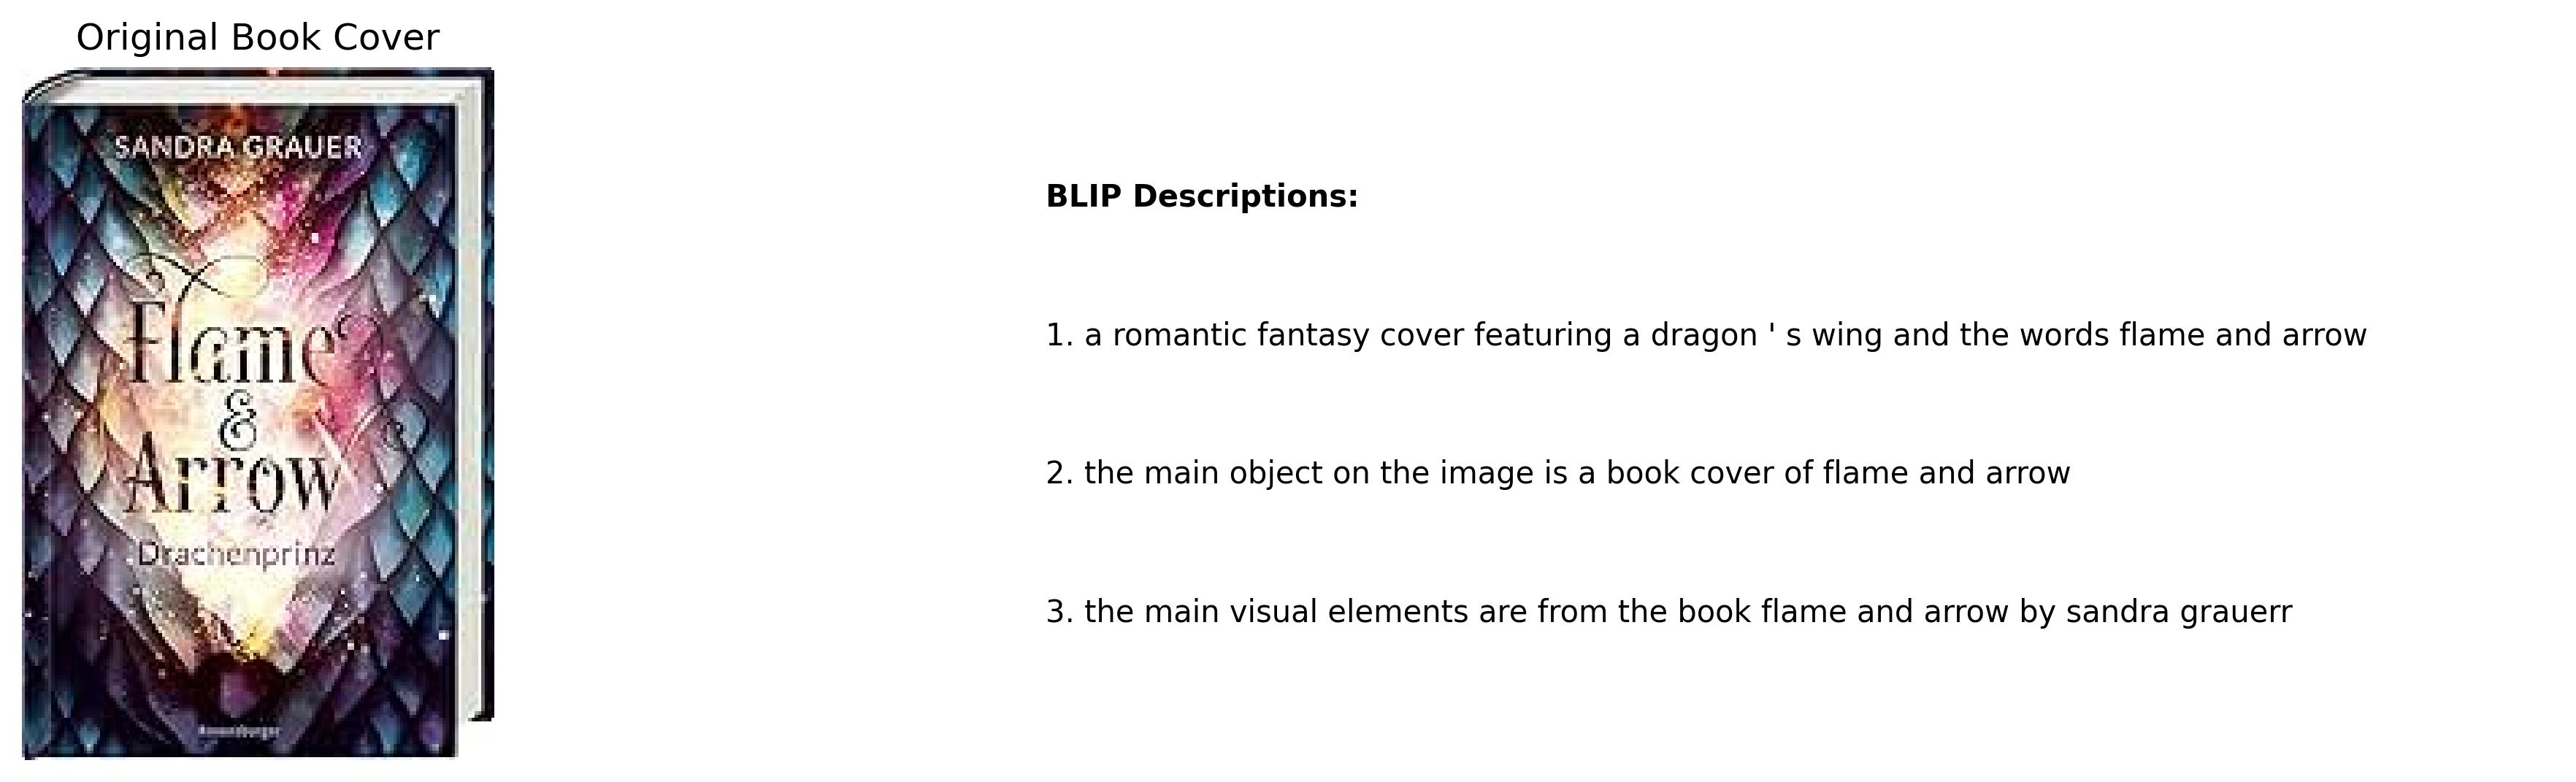 Original Book Cover
SANDRA GRAUER
Flame
&
Arrow
Drachenprinz
Ravensburger
BLIP Descriptions:
1. a romantic fantasy cover featuring a dragon ' s wing and the words flame and arrow
2. the main object on the image is a book cover of flame and arrow
3. the main visual elements are from the book flame and arrow by sandra grauerr